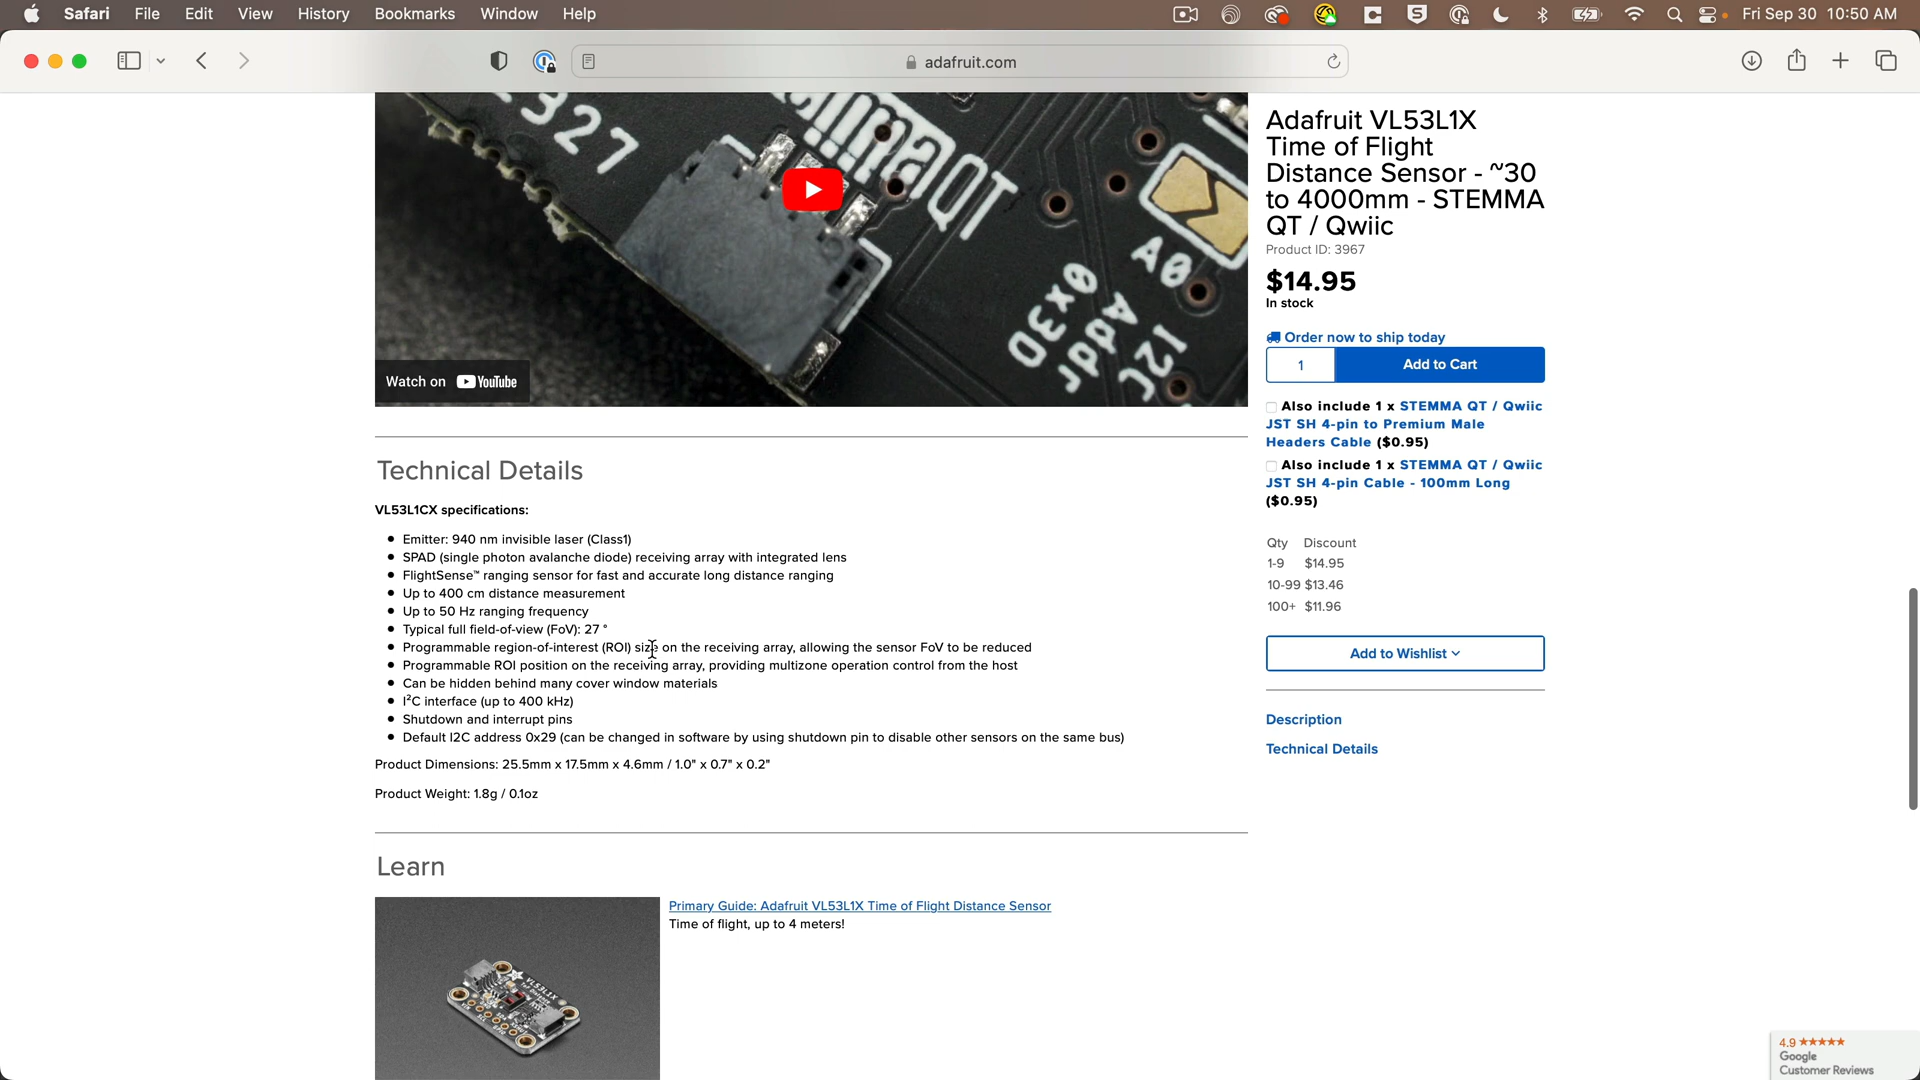 Safari File Edit View History Bookmarks Window Help
Fri Sep 30 10:50 AM
adafruit.com
327
QT
A0
I2C
Addr
0x3D
Watch on YouTube
Technical Details
VL53L1CX specifications:
Emitter: 940 nm invisible laser (Class1)
SPAD (single photon avalanche diode) receiving array with integrated lens
FlightSense™ ranging sensor for fast and accurate long distance ranging
Up to 400 cm distance measurement
Up to 50 Hz ranging frequency
Typical full field-of-view (FoV): 27 °
Programmable region-of-interest (ROI) size on the receiving array, allowing the sensor FoV to be reduced
Programmable ROI position on the receiving array, providing multizone operation control from the host
Can be hidden behind many cover window materials
I²C interface (up to 400 kHz)
Shutdown and interrupt pins
Default I2C address 0x29 (can be changed in software by using shutdown pin to disable other sensors on the same bus)
Product Dimensions: 25.5mm x 17.5mm x 4.6mm / 1.0" x 0.7" x 0.2"
Product Weight: 1.8g / 0.1oz
Learn
Primary Guide: Adafruit VL53L1X Time of Flight Distance Sensor
Time of flight, up to 4 meters!
VL53L1X
Adafruit VL53L1X
Time of Flight
Distance Sensor - ~30
to 4000mm - STEMMA
QT / Qwiic
Product ID: 3967
$14.95
In stock
Order now to ship today
1 Add to Cart
Also include 1 x STEMMA QT / Qwiic
JST SH 4-pin to Premium Male
Headers Cable ($0.95)
Also include 1 x STEMMA QT / Qwiic
JST SH 4-pin Cable - 100mm Long
($0.95)
Qty Discount
1-9 $14.95
10-99 $13.46
100+ $11.96
Add to Wishlist
Description
Technical Details
4.9 ★★★★★
Google
Customer Reviews